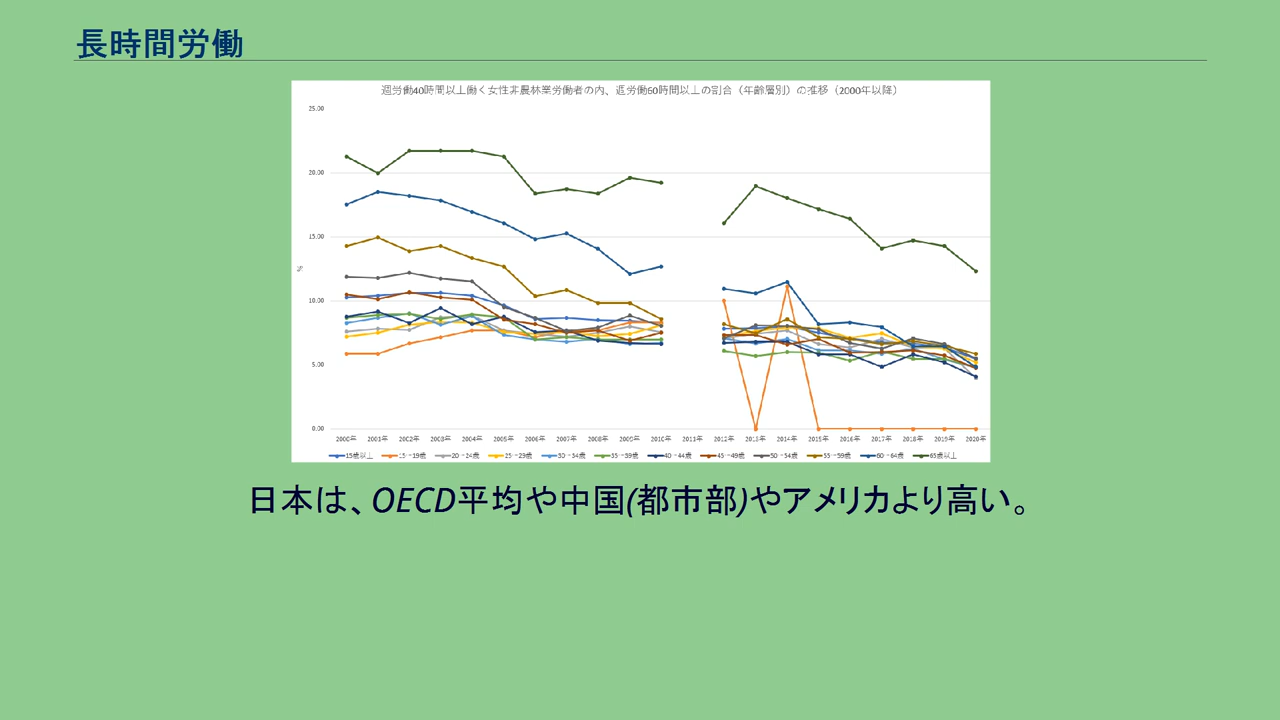 長時間労働
週労働40時間以上働く女性非農林業労働者の内、週労働60時間以上の割合（年齢層別）の推移（2000年以降）
25.00
20.00
15.00
%
10.00
5.00
0.00
2000年 2001年 2002年 2003年 2004年 2005年 2006年 2007年 2008年 2009年 2010年 2011年 2012年 2013年 2014年 2015年 2016年 2017年 2018年 2019年 2020年
15歳以上 15~19歳 20~24歳 25~29歳 30~34歳 35~39歳 40~44歳 45~49歳 50~54歳 55~59歳 60~64歳 65歳以上
日本は、OECD平均や中国(都市部)やアメリカより高い。